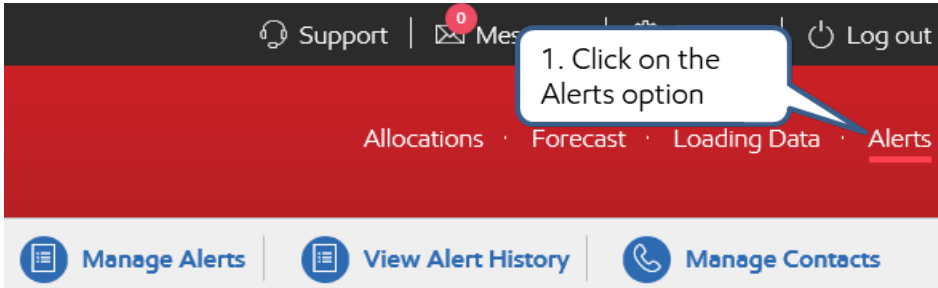 Support | 0 Mes | Log out
1. Click on the
Alerts option
Allocations · Forecast · Loading Data · Alerts
Manage Alerts
View Alert History
Manage Contacts